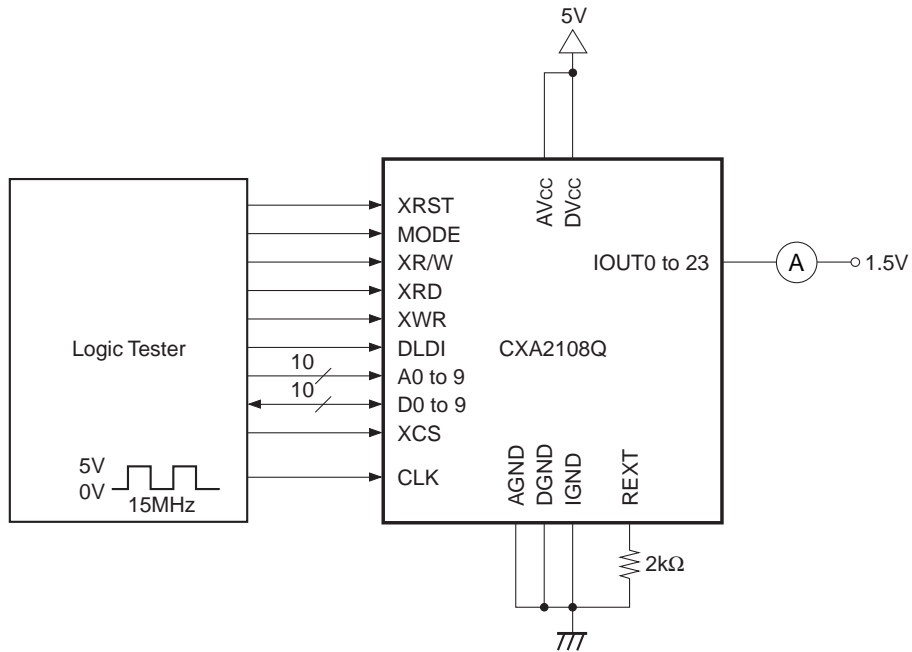 5V
AVCC
DVCC
XRST
MODE
XR/W
IOUT0 to 23
A
1.5V
XRD
XWR
Logic Tester
DLDI
CXA2108Q
10
A0 to 9
10
D0 to 9
XCS
5V
0V
15MHz
CLK
AGND
DGND
IGND
REXT
2kΩ